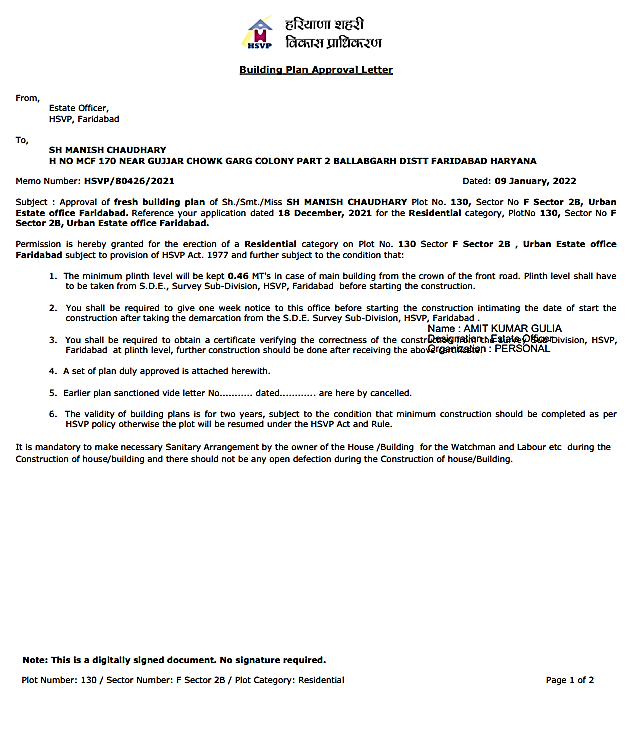 हरियाणा शहरी
विकास प्राधिकरण
HSVP
Building Plan Approval Letter
From,
Estate Officer,
HSVP, Faridabad
To,
SH MANISH CHAUDHARY
H NO MCF 170 NEAR GUJJAR CHOWK GARG COLONY PART 2 BALLABGARH DISTT FARIDABAD HARYANA
Memo Number: HSVP/80426/2021 Dated: 09 January, 2022
Subject : Approval of fresh building plan of Sh./Smt./Miss SH MANISH CHAUDHARY Plot No. 130, Sector No F Sector 2B, Urban
Estate office Faridabad. Reference your application dated 18 December, 2021 for the Residential category, PlotNo 130, Sector No F
Sector 2B, Urban Estate office Faridabad.
Permission is hereby granted for the erection of a Residential category on Plot No. 130 Sector F Sector 2B , Urban Estate office
Faridabad subject to provision of HSVP Act. 1977 and further subject to the condition that:
1. The minimum plinth level will be kept 0.46 MT's in case of main building from the crown of the front road. Plinth level shall have
to be taken from S.D.E., Survey Sub-Division, HSVP, Faridabad before starting the construction.
2. You shall be required to give one week notice to this office before starting the construction intimating the date of start the
construction after taking the demarcation from the S.D.E. Survey Sub-Division, HSVP, Faridabad .
Name : AMIT KUMAR GULIA
Designation : Estate Officer
Organization : PERSONAL
3. You shall be required to obtain a certificate verifying the correctness of the construction from the Survey Sub-Division, HSVP,
Faridabad at plinth level, further construction should be done after receiving the above certificate.
4. A set of plan duly approved is attached herewith.
5. Earlier plan sanctioned vide letter No........... dated............ are here by cancelled.
6. The validity of building plans is for two years, subject to the condition that minimum construction should be completed as per
HSVP policy otherwise the plot will be resumed under the HSVP Act and Rule.
It is mandatory to make necessary Sanitary Arrangement by the owner of the House /Building for the Watchman and Labour etc during the
Construction of house/building and there should not be any open defection during the Construction of house/Building.
Note: This is a digitally signed document. No signature required.
Plot Number: 130 / Sector Number: F Sector 2B / Plot Category: Residential Page 1 of 2